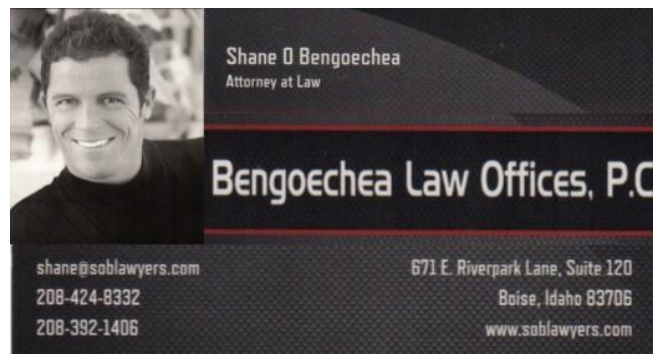 Shane O Bengoechea
Attorney at Law
Bengoechea Law Offices, P.C
shane@soblawyers.com
208-424-8332
208-392-1406
671 E. Riverpark Lane, Suite 120
Boise, Idaho 83706
www.soblawyers.com